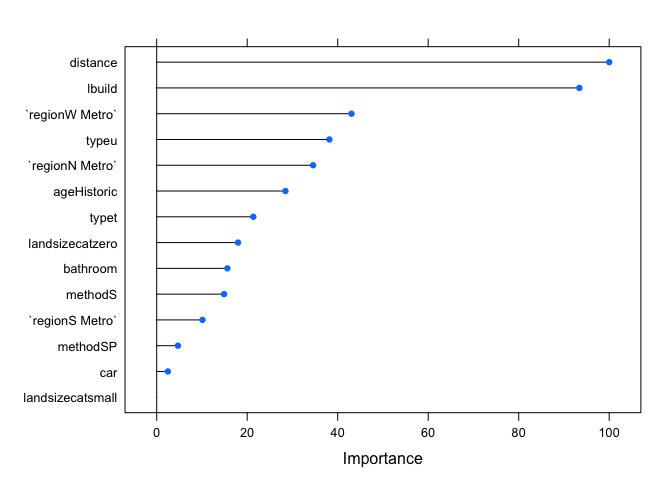 distance
lbuild
`regionW Metro`
typeu
`regionN Metro`
ageHistoric
typet
landsizecatzero
bathroom
methodS
`regionS Metro`
methodSP
car
landsizecatsmall
0 20 40 60 80 100
Importance